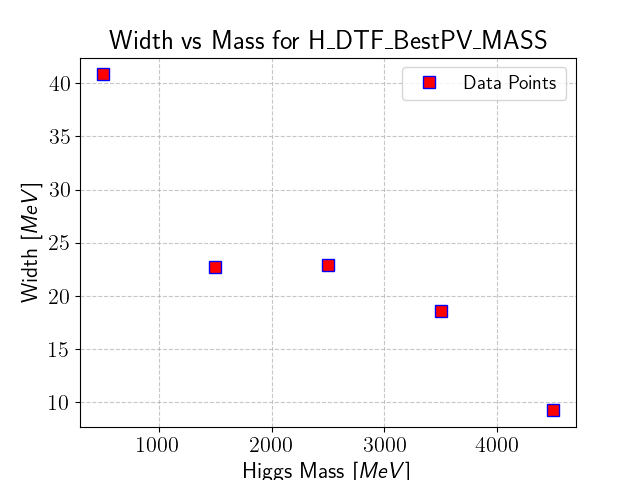 Width vs Mass for H_DTF_BestPV_MASS
Data Points
Width [MeV]
40
35
30
25
20
15
10
1000 2000 3000 4000
Higgs Mass [MeV]